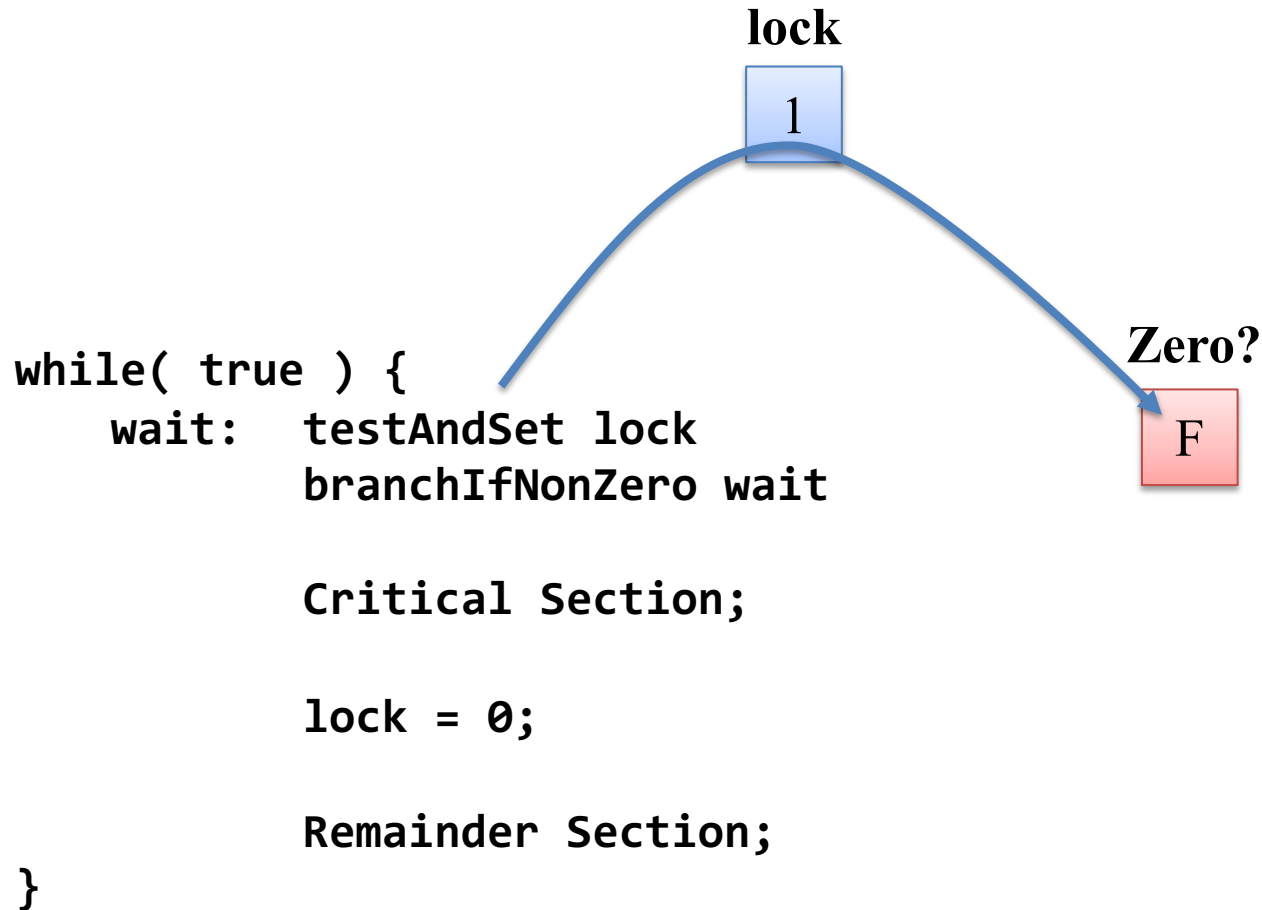 lock
1
Zero?
F
while( true ) {
wait: testAndSet lock
branchIfNonZero wait
Critical Section;
lock = 0;
Remainder Section;
}